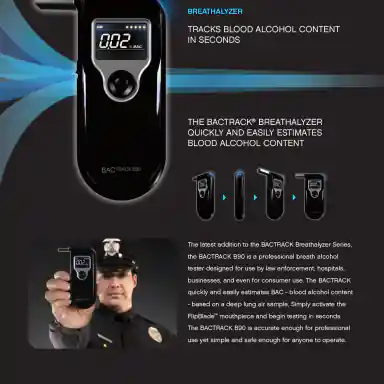 BREATHALYZER
TRACKS BLOOD ALCOHOL CONTENT
IN SECONDS
0.02 % BAC
BACTRACK B90
THE BACTRACK® BREATHALYZER
QUICKLY AND EASILY ESTIMATES
BLOOD ALCOHOL CONTENT
The latest addition to the BACTRACK Breathalyzer Series,
the BACTRACK B90 is a professional breath alcohol
tester designed for use by law enforcement, hospitals,
businesses, and even for consumer use. The BACTRACK
quickly and easily estimates BAC - blood alcohol content
- based on a deep lung air sample. Simply activate the
FlipBlade™ mouthpiece and begin testing in seconds
The BACTRACK B90 is accurate enough for professional
use yet simple and safe enough for anyone to operate.